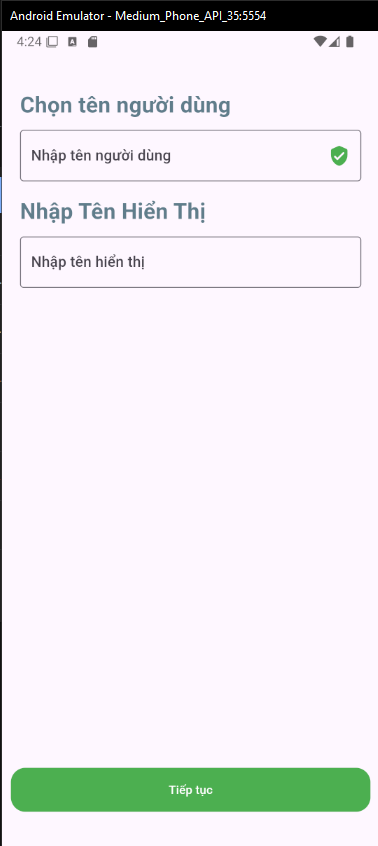 Android Emulator - Medium_Phone_API_35:5554
4:24
Chọn tên người dùng
Nhập tên người dùng
Nhập Tên Hiển Thị
Nhập tên hiển thị
Tiếp tục